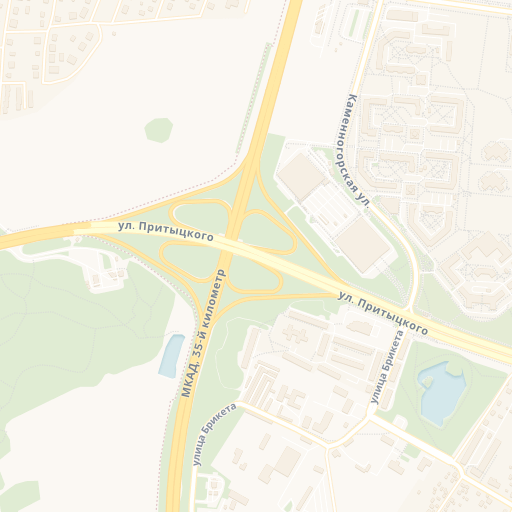 Каменногорская ул.
ул. Притыцкого
МКАД. 35-й километр
ул. Притыцкого
улица Брикета
улица Брикета